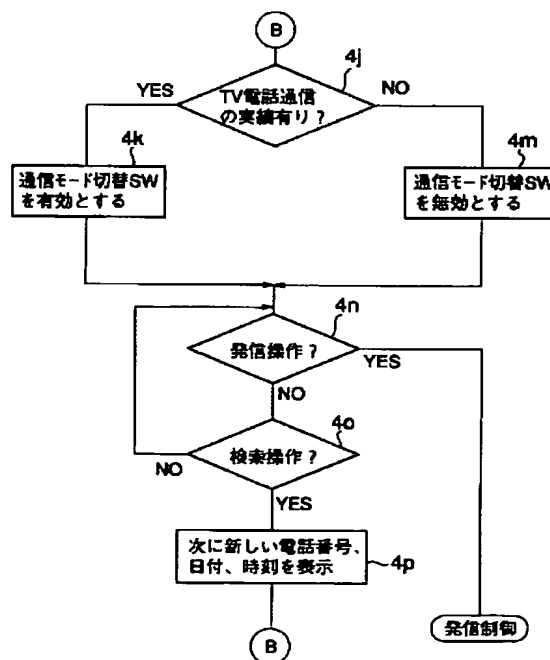 B
4j
YES
NO
TV電話通信
の実績有り?
4k
4m
通信モード切替SW
を有効とする
通信モード切替SW
を無効とする
4n
発信操作?
YES
NO
4o
検索操作?
NO
YES
次に新しい電話番号、
日付、時刻を表示
4p
B
発信制御